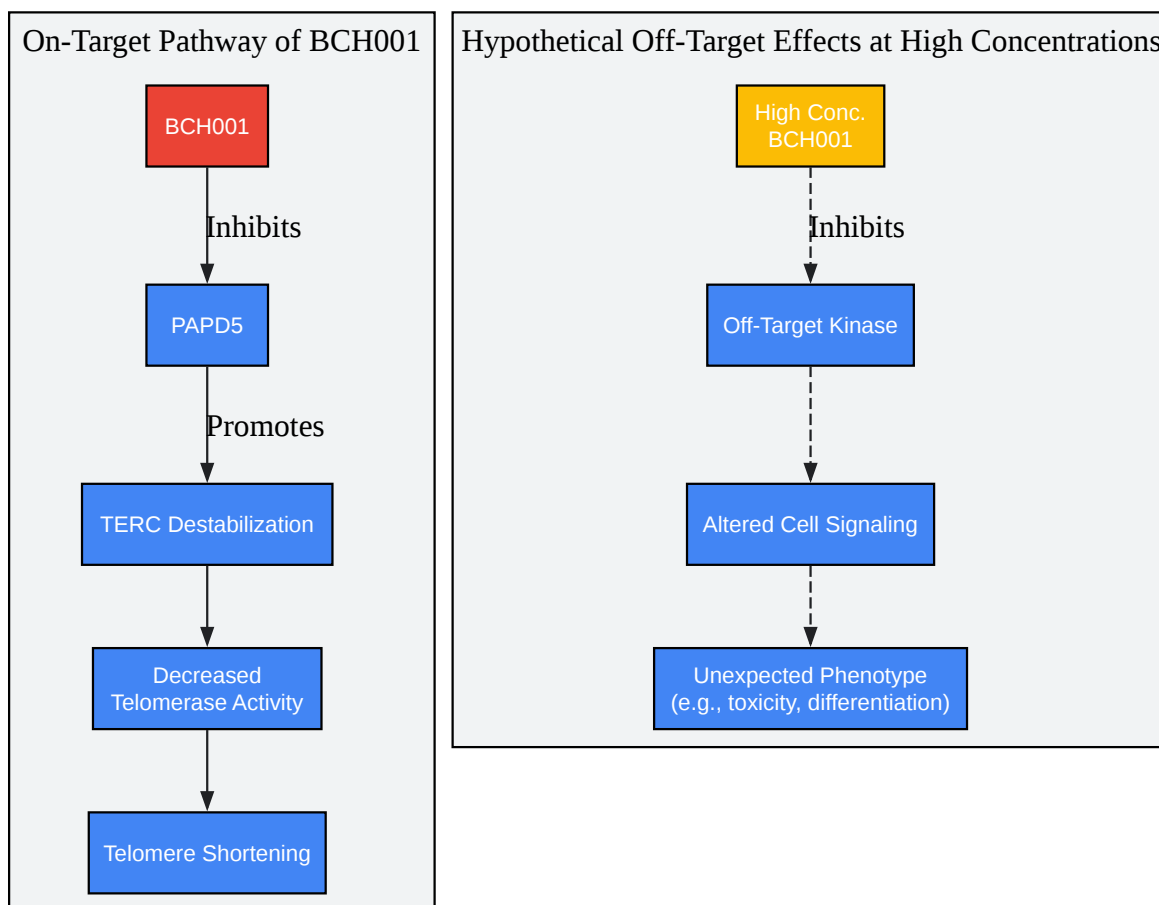 On-Target Pathway of BCH001
BCH001
Inhibits
PAPD5
Promotes
TERC Destabilization
Decreased
Telomerase Activity
Telomere Shortening
Hypothetical Off-Target Effects at High Concentrations
High Conc.
BCH001
Inhibits
Off-Target Kinase
Altered Cell Signaling
Unexpected Phenotype
(e.g., toxicity, differentiation)